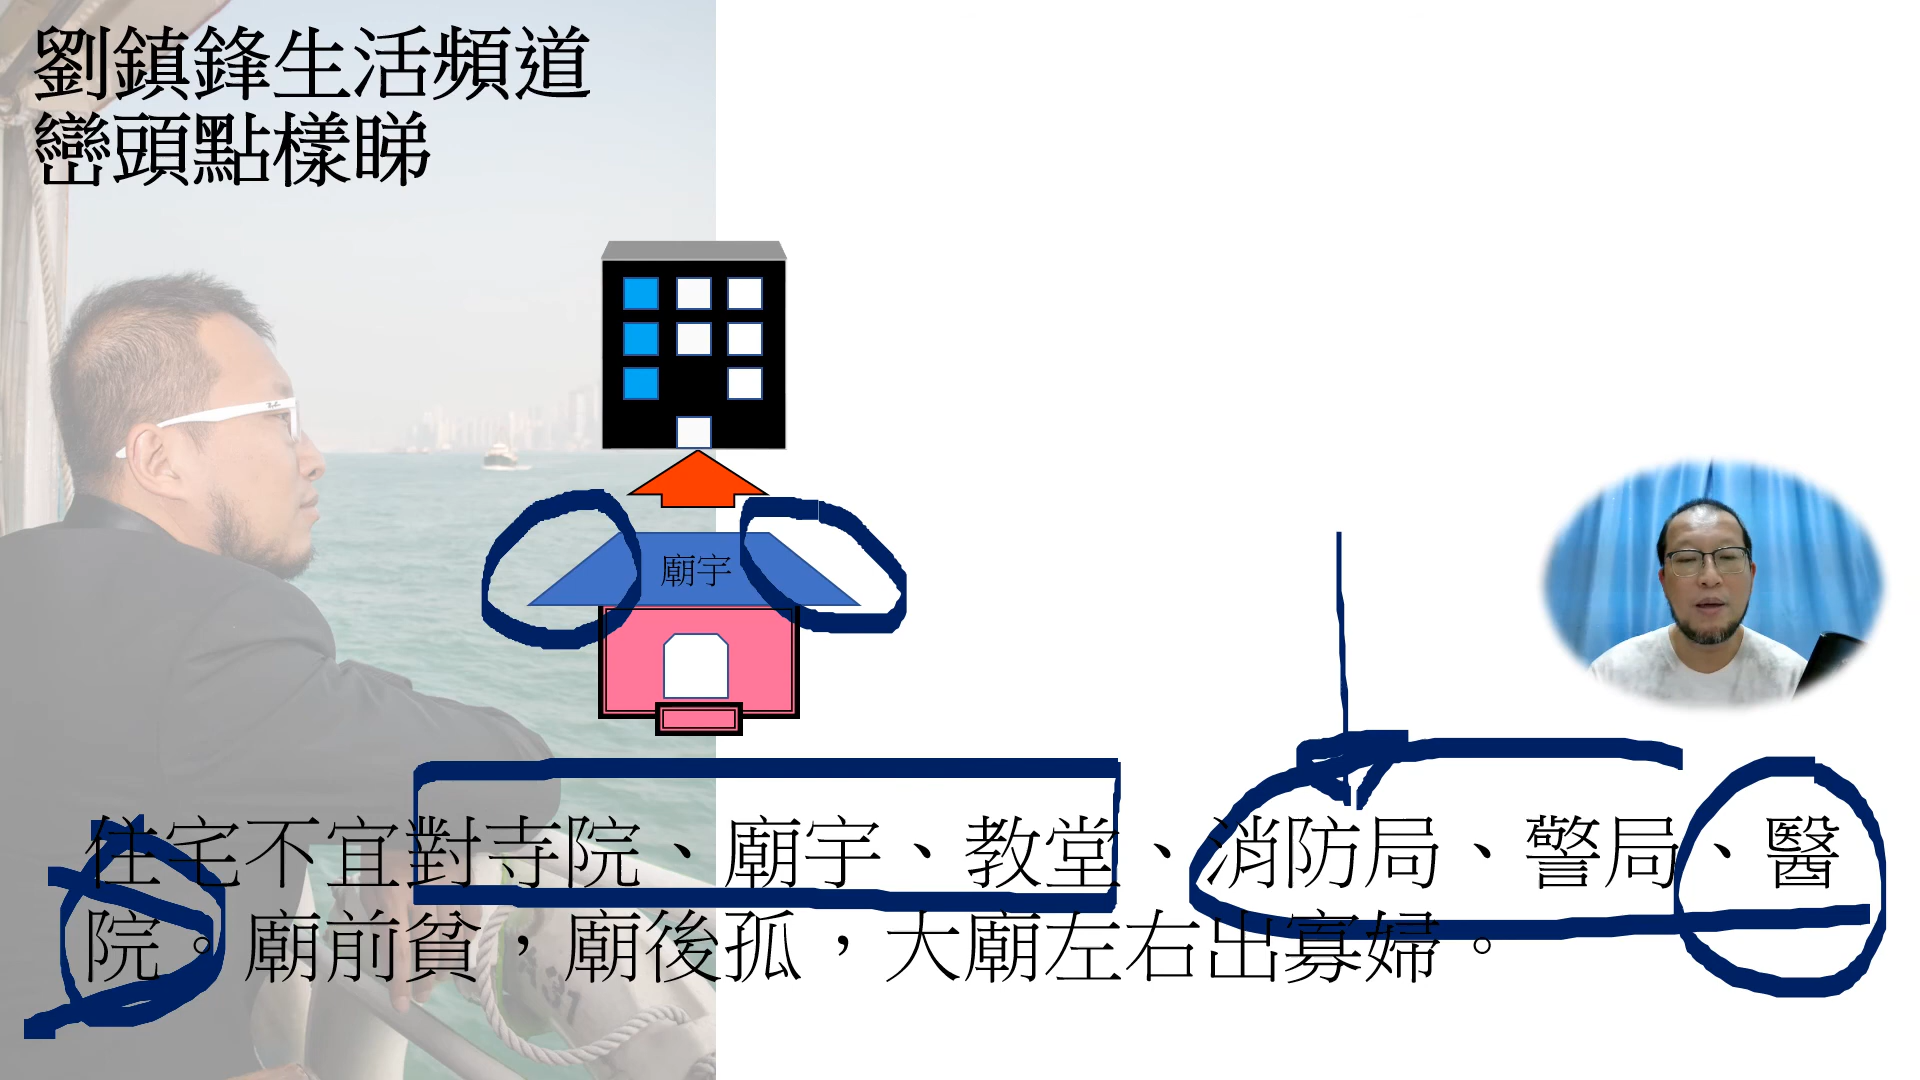 劉鎮鋒生活頻道
巒頭點樣睇
廟宇
住宅不宜對寺院、廟宇、教堂、消防局、警局、醫
院。廟前貧，廟後孤，大廟左右出寡婦。